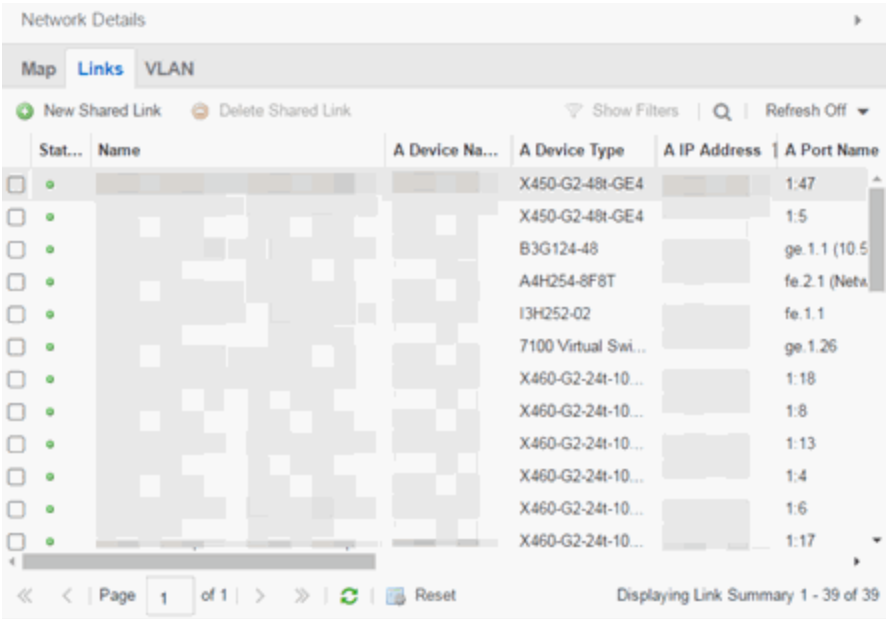 Network Details
Map Links VLAN
New Shared Link Delete Shared Link Show Filters Refresh Off
Stat... Name A Device Na... A Device Type A IP Address 1 A Port Name
X450-G2-48t-GE4 1:47
X450-G2-48t-GE4 1:5
B3G124-48 ge.1.1 (10.5
A4H254-8F8T fe.2.1 (Netw
I3H252-02 fe.1.1
7100 Virtual Swi... ge.1.26
X460-G2-24t-10... 1:18
X460-G2-24t-10... 1:8
X460-G2-24t-10... 1:13
X460-G2-24t-10... 1:4
X460-G2-24t-10... 1:6
X460-G2-24t-10... 1:17
Page 1 of 1 Reset Displaying Link Summary 1 - 39 of 39